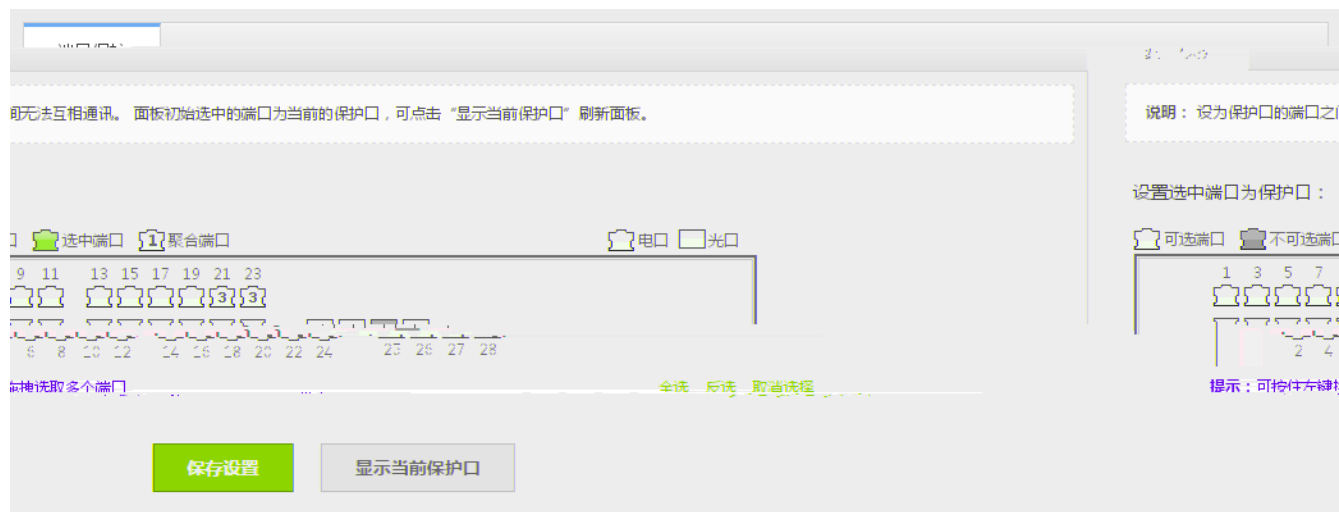 端口保护
间无法互相通讯。 面板初始选中的端口为当前的保护口，可点击“显示当前保护口”刷新面板。
说明： 设为保护口的端口之间
设置选中端口为保护口：
选中端口 1 聚合端口 电口 光口
可选端口 不可选端口
9 11 13 15 17 19 21 23
1 3 5 7
3 3
6 8 10 12 14 16 18 20 22 24 25 26 27 28
2 4
拖拽选取多个端口 全选 反选 取消选择
提示：可按住左键拖
保存设置 显示当前保护口